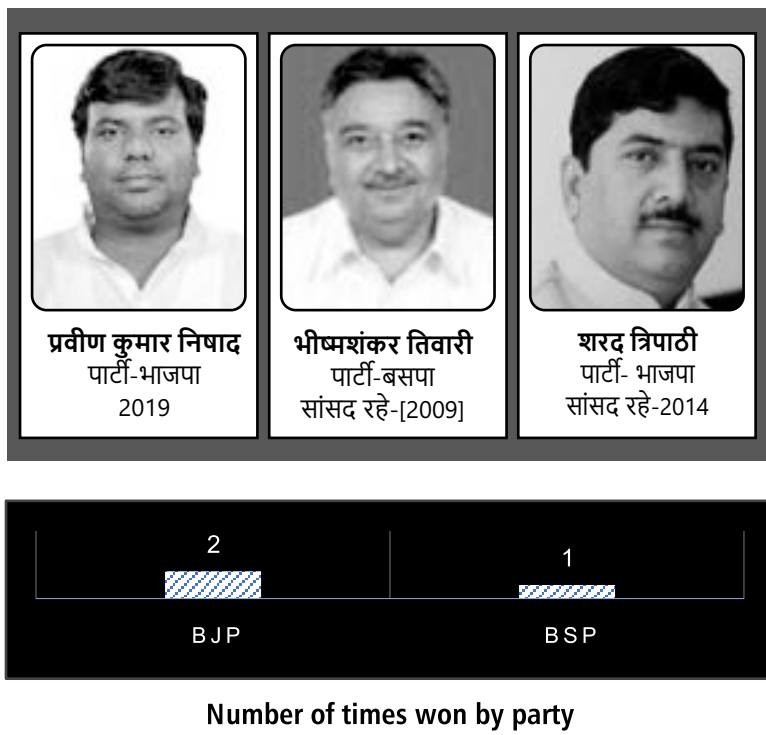 प्रवीण कुमार निषाद
पार्टी-भाजपा
2019
भीष्मशंकर तिवारी
पार्टी-बसपा
सांसद रहे-[2009]
शरद त्रिपाठी
पार्टी- भाजपा
सांसद रहे-2014
2
1
BJP
BSP
Number of times won by party